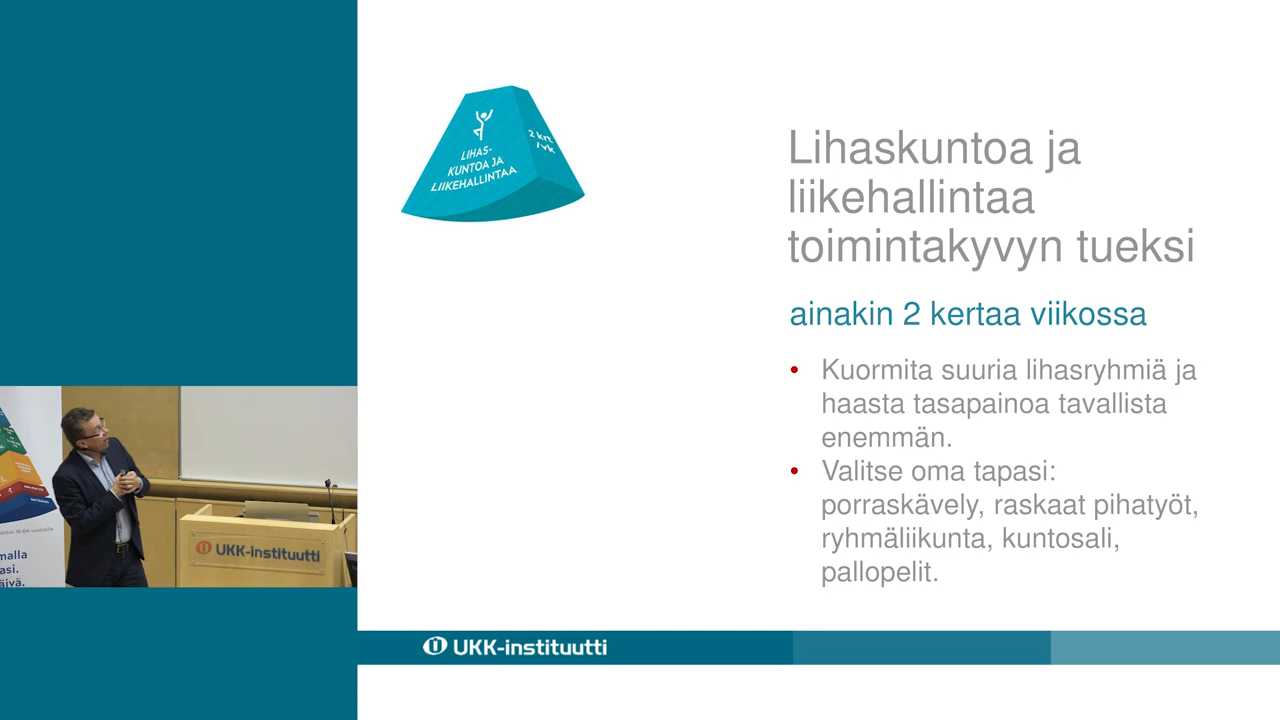 LIHAS-
KUNTOA JA
LIIKEHALLINTAA
2 krt
/vk
Lihaskuntoa ja
liikehallintaa
toimintakyvyn tueksi
ainakin 2 kertaa viikossa
• Kuormita suuria lihasryhmiä ja
haasta tasapainoa tavallista
enemmän.
• Valitse oma tapasi:
porraskävely, raskaat pihatyöt,
ryhmäliikunta, kuntosali,
pallopelit.
malla
asi.
äivä.
UKK-instituutti
UKK-instituutti